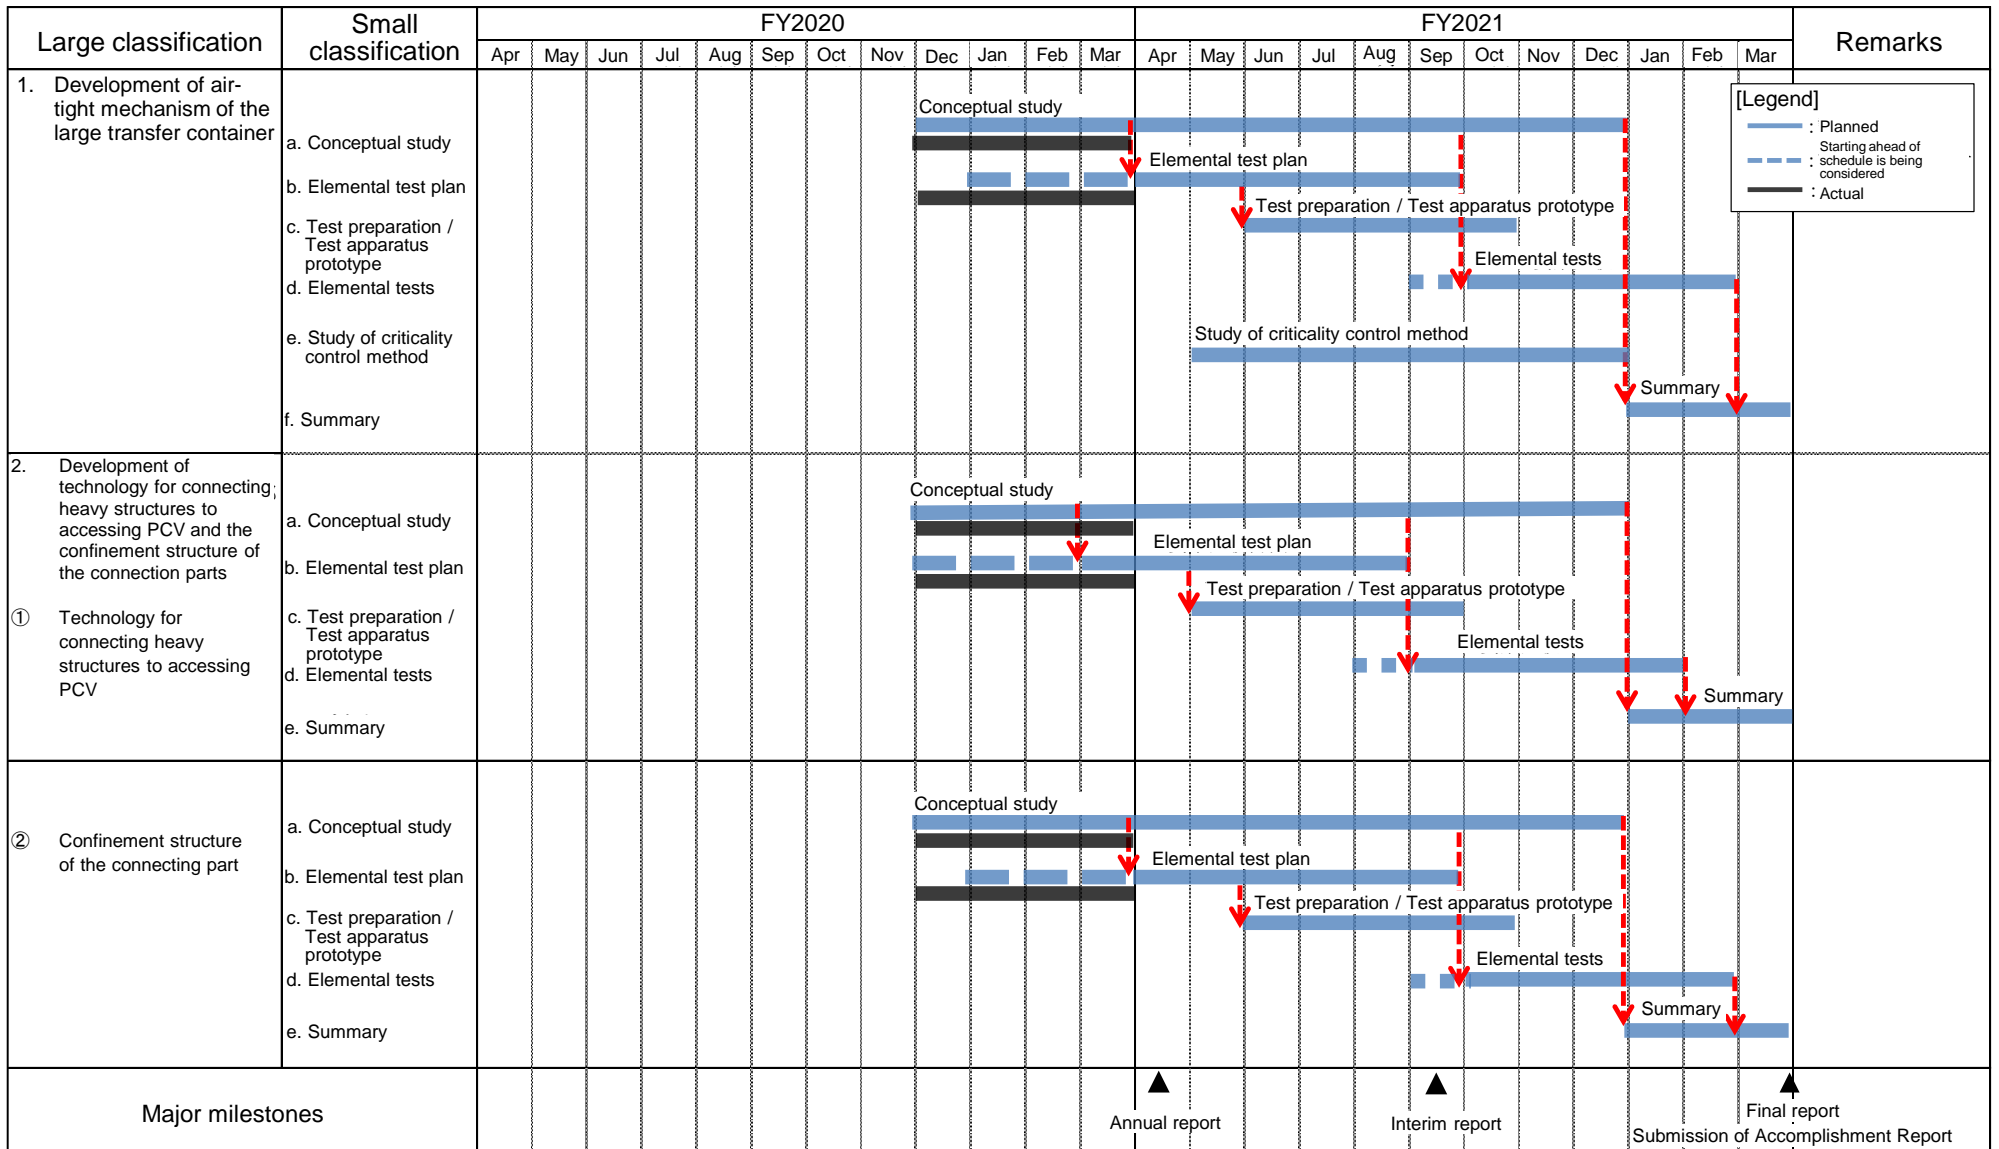 Large classification
Small
classification
FY2020
FY2021
Remarks
Apr May Jun Jul Aug Sep Oct Nov Dec Jan Feb Mar Apr May Jun Jul Aug Sep Oct Nov Dec Jan Feb Mar
1. Development of air-
tight mechanism of the
large transfer container
a. Conceptual study
b. Elemental test plan
c. Test preparation /
Test apparatus
prototype
d. Elemental tests
e. Study of criticality
control method
f. Summary
Conceptual study
Elemental test plan
Test preparation / Test apparatus prototype
Elemental tests
Study of criticality control method
Summary
[Legend]
: Planned
Starting ahead of
: schedule is being
considered
: Actual
2. Development of
technology for connecting
heavy structures to
accessing PCV and the
confinement structure of
the connection parts
① Technology for
connecting heavy
structures to accessing
PCV
a. Conceptual study
b. Elemental test plan
c. Test preparation /
Test apparatus
prototype
d. Elemental tests
e. Summary
Conceptual study
Elemental test plan
Test preparation / Test apparatus prototype
Elemental tests
Summary
② Confinement structure
of the connecting part
a. Conceptual study
b. Elemental test plan
c. Test preparation /
Test apparatus
prototype
d. Elemental tests
e. Summary
Conceptual study
Elemental test plan
Test preparation / Test apparatus prototype
Elemental tests
Summary
Major milestones
Annual report
Interim report
Final report
Submission of Accomplishment Report